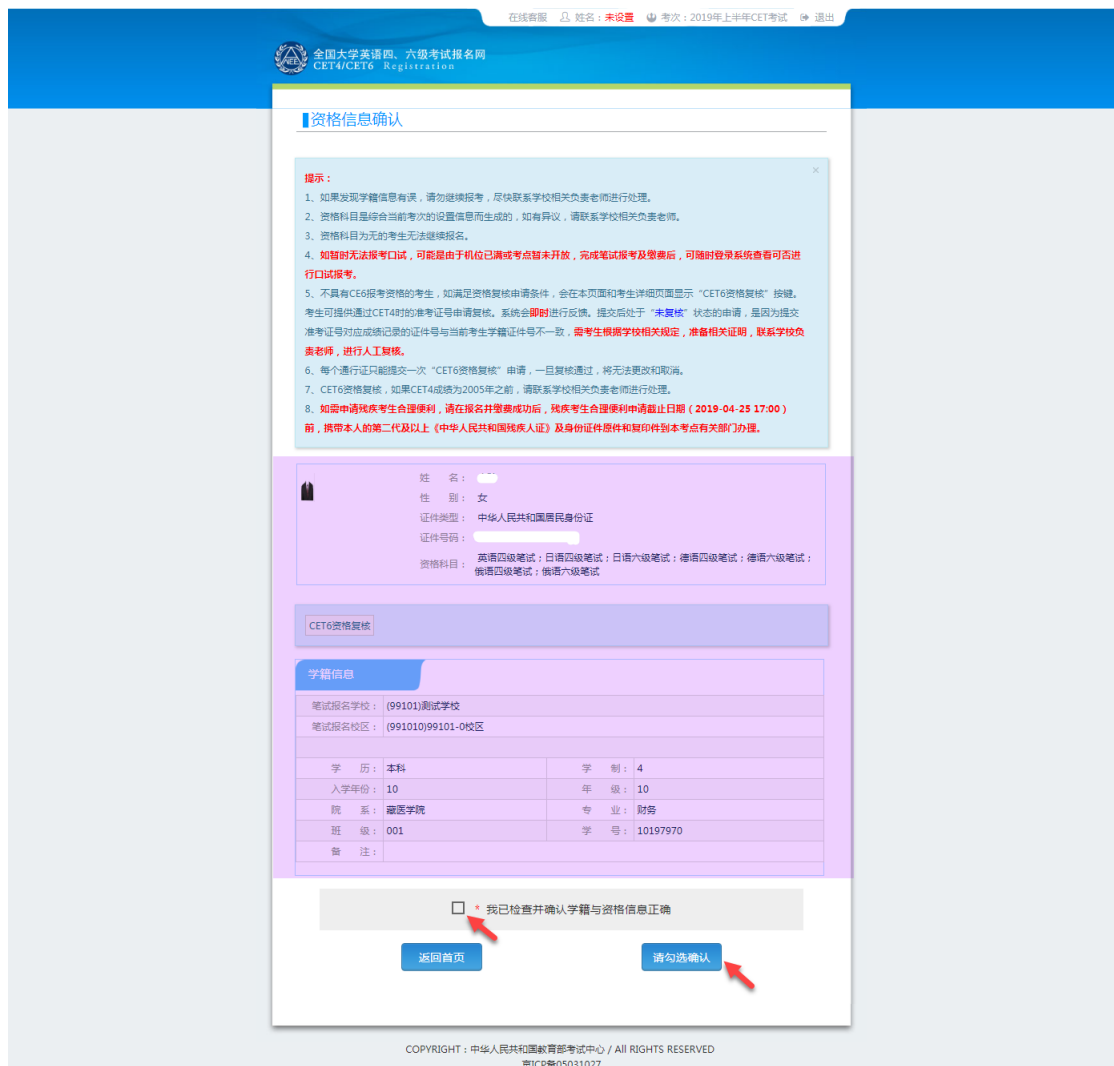 在线客服 姓名：未设置 考次：2019年上半年CET考试 退出
全国大学英语四、六级考试报名网
CET4/CET6 Registration
资格信息确认
×
提示：
1、如果发现学籍信息有误，请勿继续报考，尽快联系学校相关负责老师进行处理。
2、资格科目是综合当前考次的设置信息而生成的，如有异议，请联系学校相关负责老师。
3、资格科目为无的考生无法继续报名。
4、如暂时无法报考口试，可能是由于机位已满或考点暂未开放，完成笔试报考及缴费后，可随时登录系统查看可否进
行口试报考。
5、不具有CE6报考资格的考生，如满足资格复核申请条件，会在本页面和考生详细页面显示“CET6资格复核”按键。
考生可提供通过CET4时的准考证号申请复核。系统会即时进行反馈。提交后处于“未复核”状态的申请，是因为提交
准考证号对应成绩记录的证件号与当前考生学籍证件号不一致，需考生根据学校相关规定，准备相关证明，联系学校负
责老师，进行人工复核。
6、每个通行证只能提交一次“CET6资格复核”申请，一旦复核通过，将无法更改和取消。
7、CET6资格复核，如果CET4成绩为2005年之前，请联系学校相关负责老师进行处理。
8、如需申请残疾考生合理便利，请在报名并缴费成功后，残疾考生合理便利申请截止日期（2019-04-25 17:00）
前，携带本人的第二代及以上《中华人民共和国残疾人证》及身份证件原件和复印件到本考点有关部门办理。
姓 名：
性 别： 女
证件类型： 中华人民共和国居民身份证
证件号码：
资格科目： 英语四级笔试；日语四级笔试；日语六级笔试；德语四级笔试；德语六级笔试；
俄语四级笔试；俄语六级笔试
CET6资格复核
学籍信息
笔试报名学校： (99101)测试学校
笔试报名校区： (991010)99101-0校区
学 历： 本科 学 制： 4
入学年份： 10 年 级： 10
院 系： 藏医学院 专 业： 财务
班 级： 001 学 号： 10197970
备 注：
* 我已检查并确认学籍与资格信息正确
返回首页 请勾选确认
COPYRIGHT：中华人民共和国教育部考试中心 / All RIGHTS RESERVED
京ICP备05031027